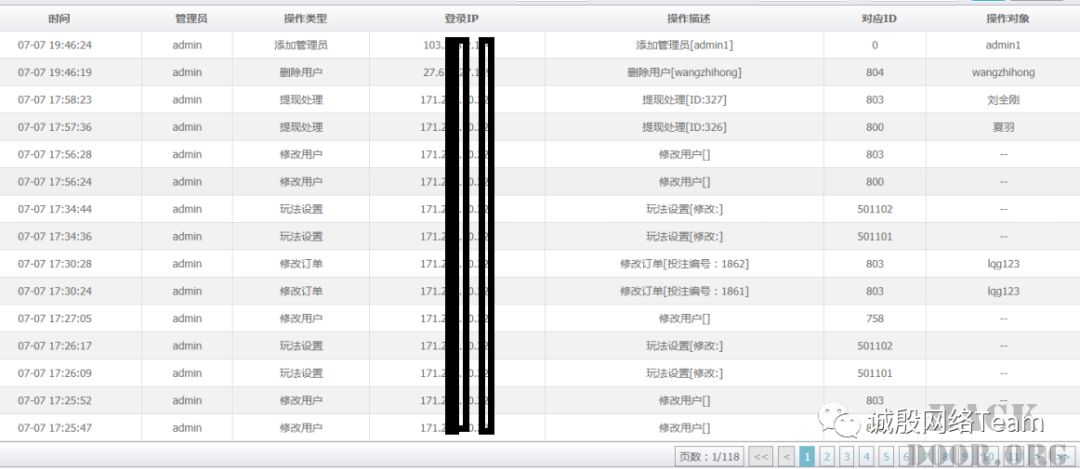 时间 管理员 操作类型 登录IP 操作描述 对应ID 操作对象
07-07 19:46:24 admin 添加管理员 103. 添加管理员[admin1] 0 admin1
07-07 19:46:19 admin 删除用户 27.6 删除用户[wangzhihong] 804 wangzhihong
07-07 17:58:23 admin 提现处理 171.2 提现处理[ID:327] 803 刘全刚
07-07 17:57:36 admin 提现处理 171.2 提现处理[ID:326] 800 夏羽
07-07 17:56:28 admin 修改用户 171.2 修改用户[] 803 --
07-07 17:56:24 admin 修改用户 171.2 修改用户[] 800 --
07-07 17:34:44 admin 玩法设置 171.2 玩法设置[修改:] 501102 --
07-07 17:34:36 admin 玩法设置 171.2 玩法设置[修改:] 501101 --
07-07 17:30:28 admin 修改订单 171.2 修改订单[投注编号：1862] 803 lqg123
07-07 17:30:24 admin 修改订单 171.2 修改订单[投注编号：1861] 803 lqg123
07-07 17:27:05 admin 修改用户 171.2 修改用户[] 758 --
07-07 17:26:17 admin 玩法设置 171.2 玩法设置[修改:] 501102 --
07-07 17:26:09 admin 玩法设置 171.2 玩法设置[修改:] 501101 --
07-07 17:25:52 admin 修改用户 171.2 修改用户[] 803 --
07-07 17:25:47 admin 修改用户 171.2 修改用户[]
诚殷网络Team
HACK
DOOR.ORG
页数：1/118 << < 1 2 3 4 5 6 7 8 9 10 11 > >>